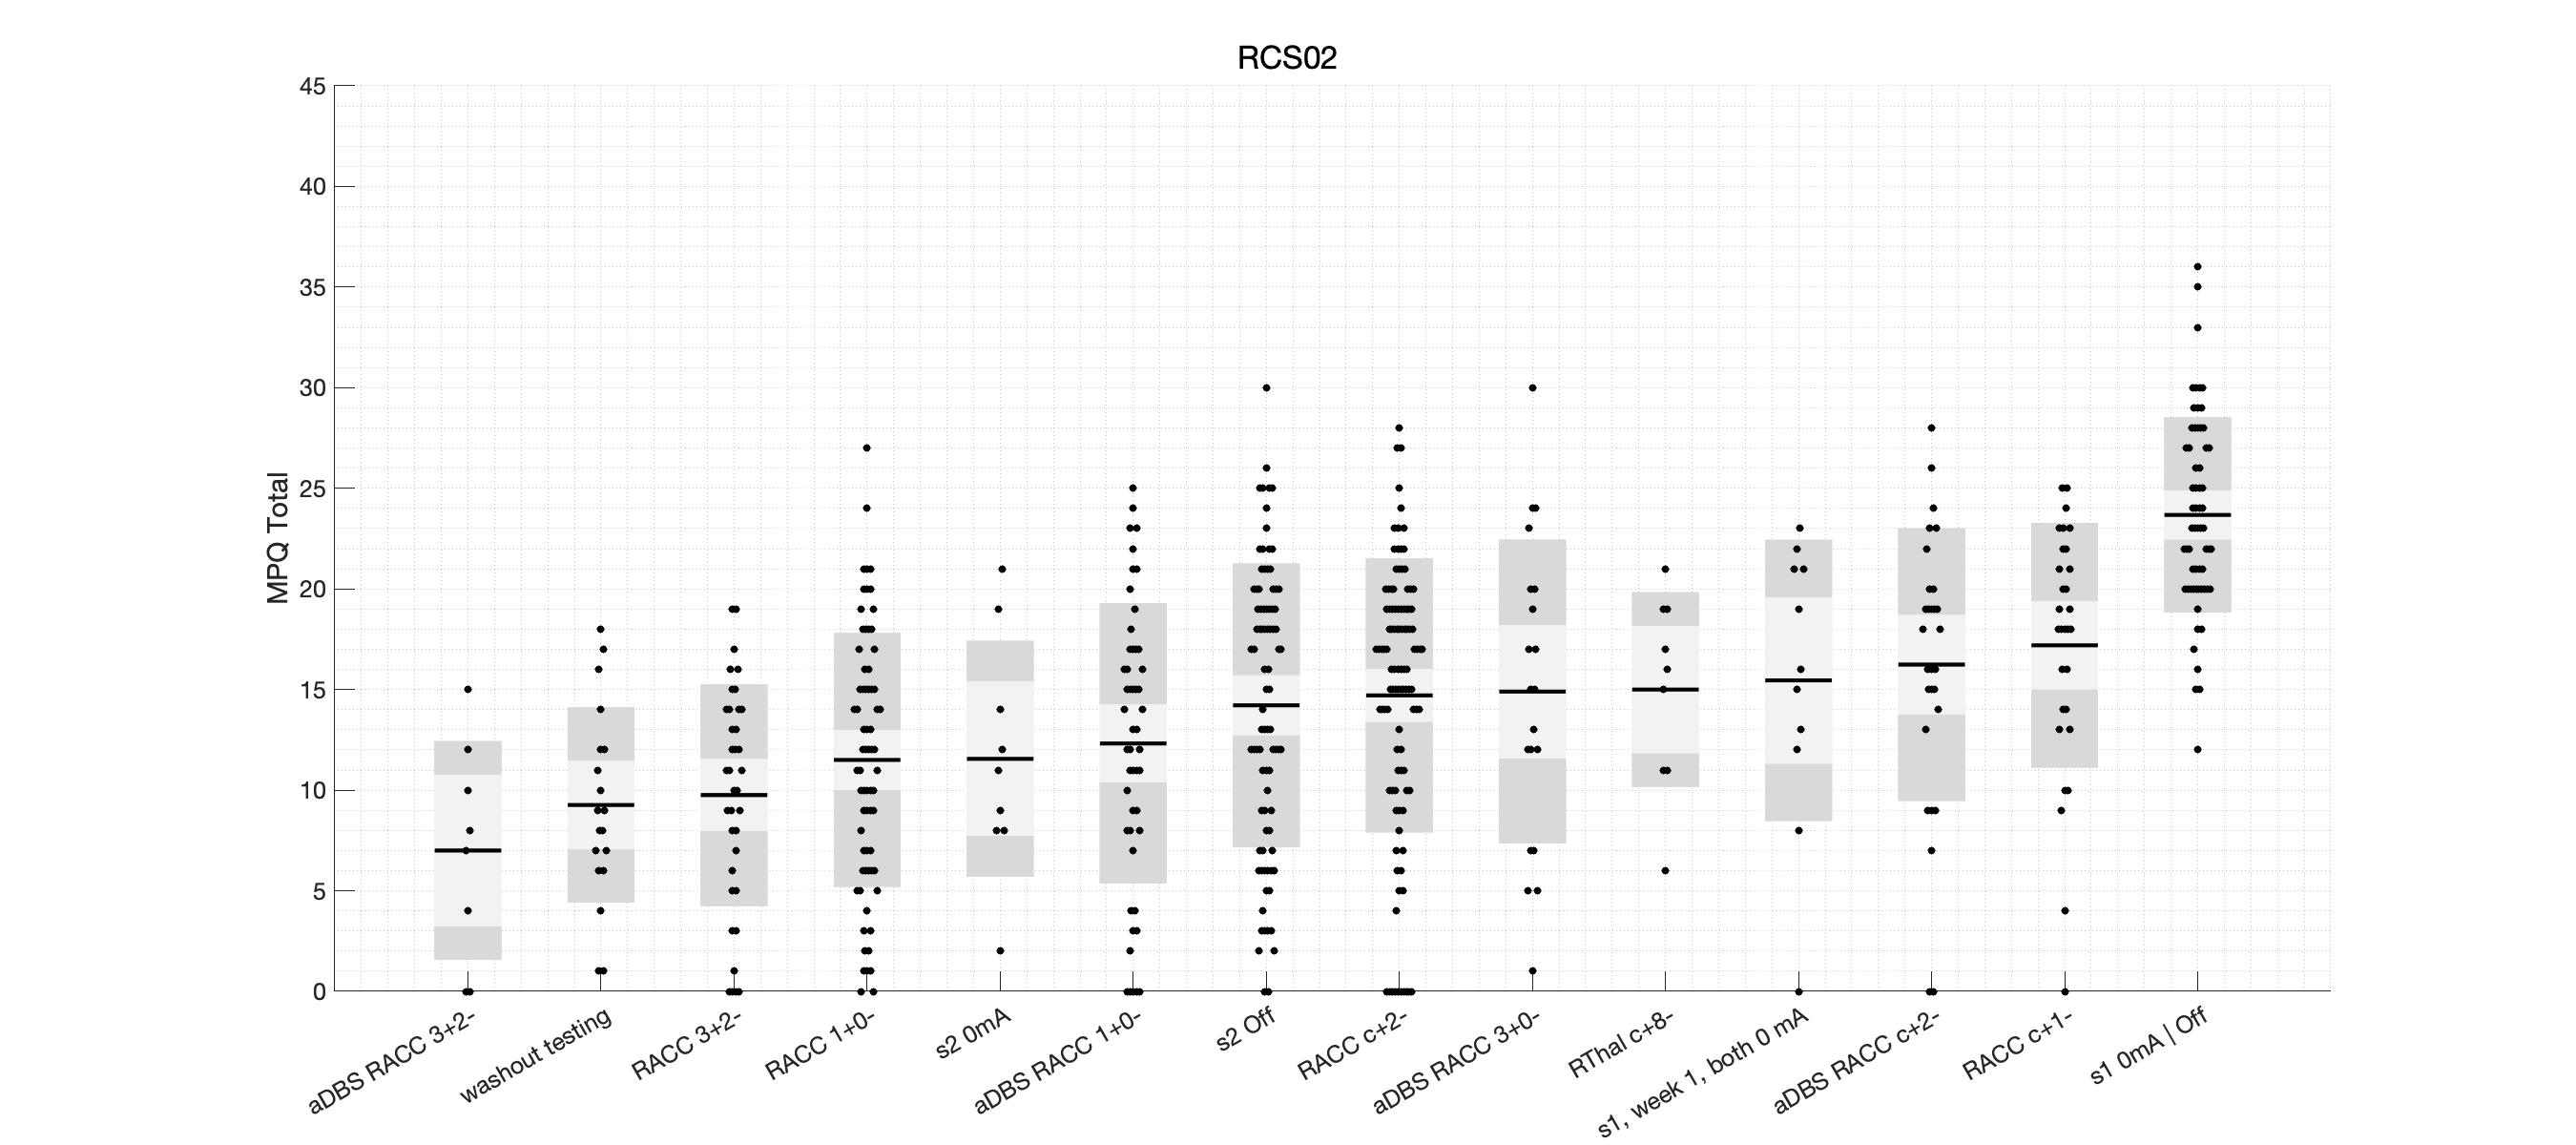 RCS02
45
40
35
30
25
20
15
10
5
0
MPQ Total
aDBS RACC 3+2-
washout testing
RACC 3+2-
RACC 1+0-
s2 0mA
aDBS RACC 1+0-
s2 Off
RACC c+2-
aDBS RACC 3+0-
RThal c+8-
s1, week 1, both 0 mA
aDBS RACC c+2-
RACC c+1-
s1 0mA | Off